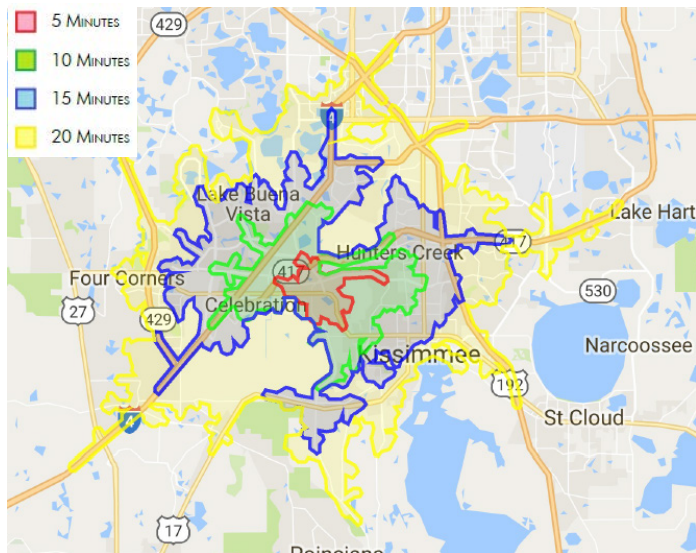 5 MINUTES
10 MINUTES
15 MINUTES
20 MINUTES
429
4
Lake Buena
Vista
Lake Hart
417
Hunters Creek
417
Four Corners
530
27
Celebration
429
Narcoossee
Kissimmee
192
St Cloud
17
Poinciana